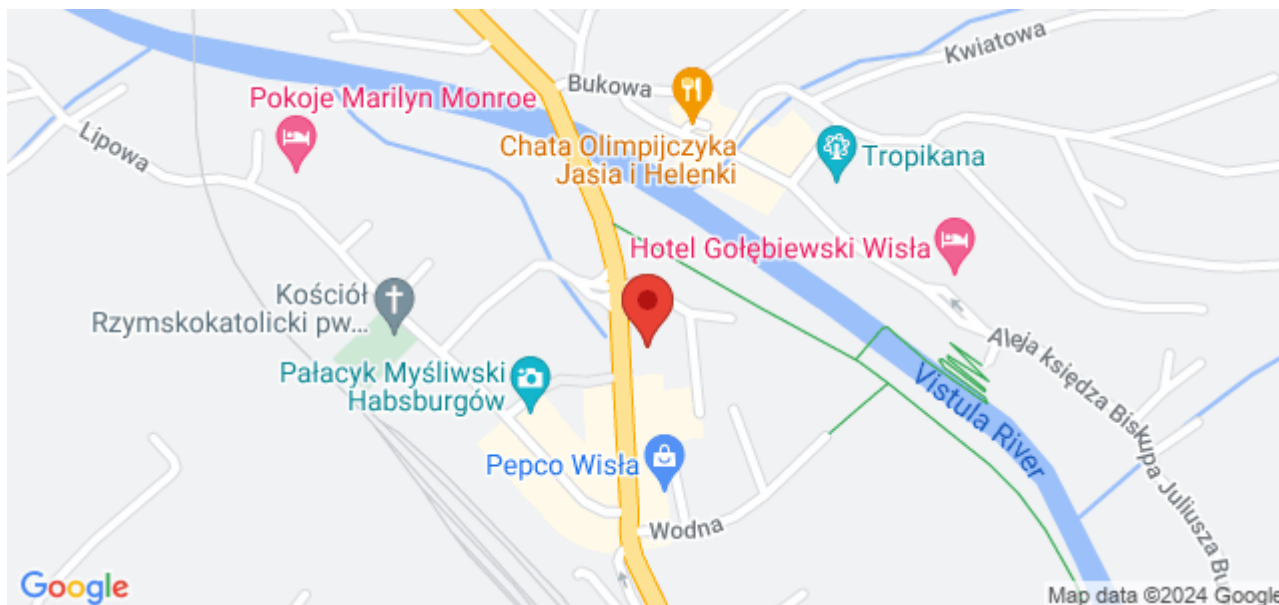 Kwiatowa
Bukowa
Pokoje Marilyn Monroe
Lipowa
Chata Olimpijczyka
Jasia i Helenki
Tropikana
Hotel Gołębiewski Wisła
Kościół
Rzymskokatolicki pw...
Aleja księdza Biskupa Juliusza Bu
Pałacyk Myśliwski
Habsburgów
Vistula River
Pepco Wisła
Wodna
Google
Map data ©2024 Google